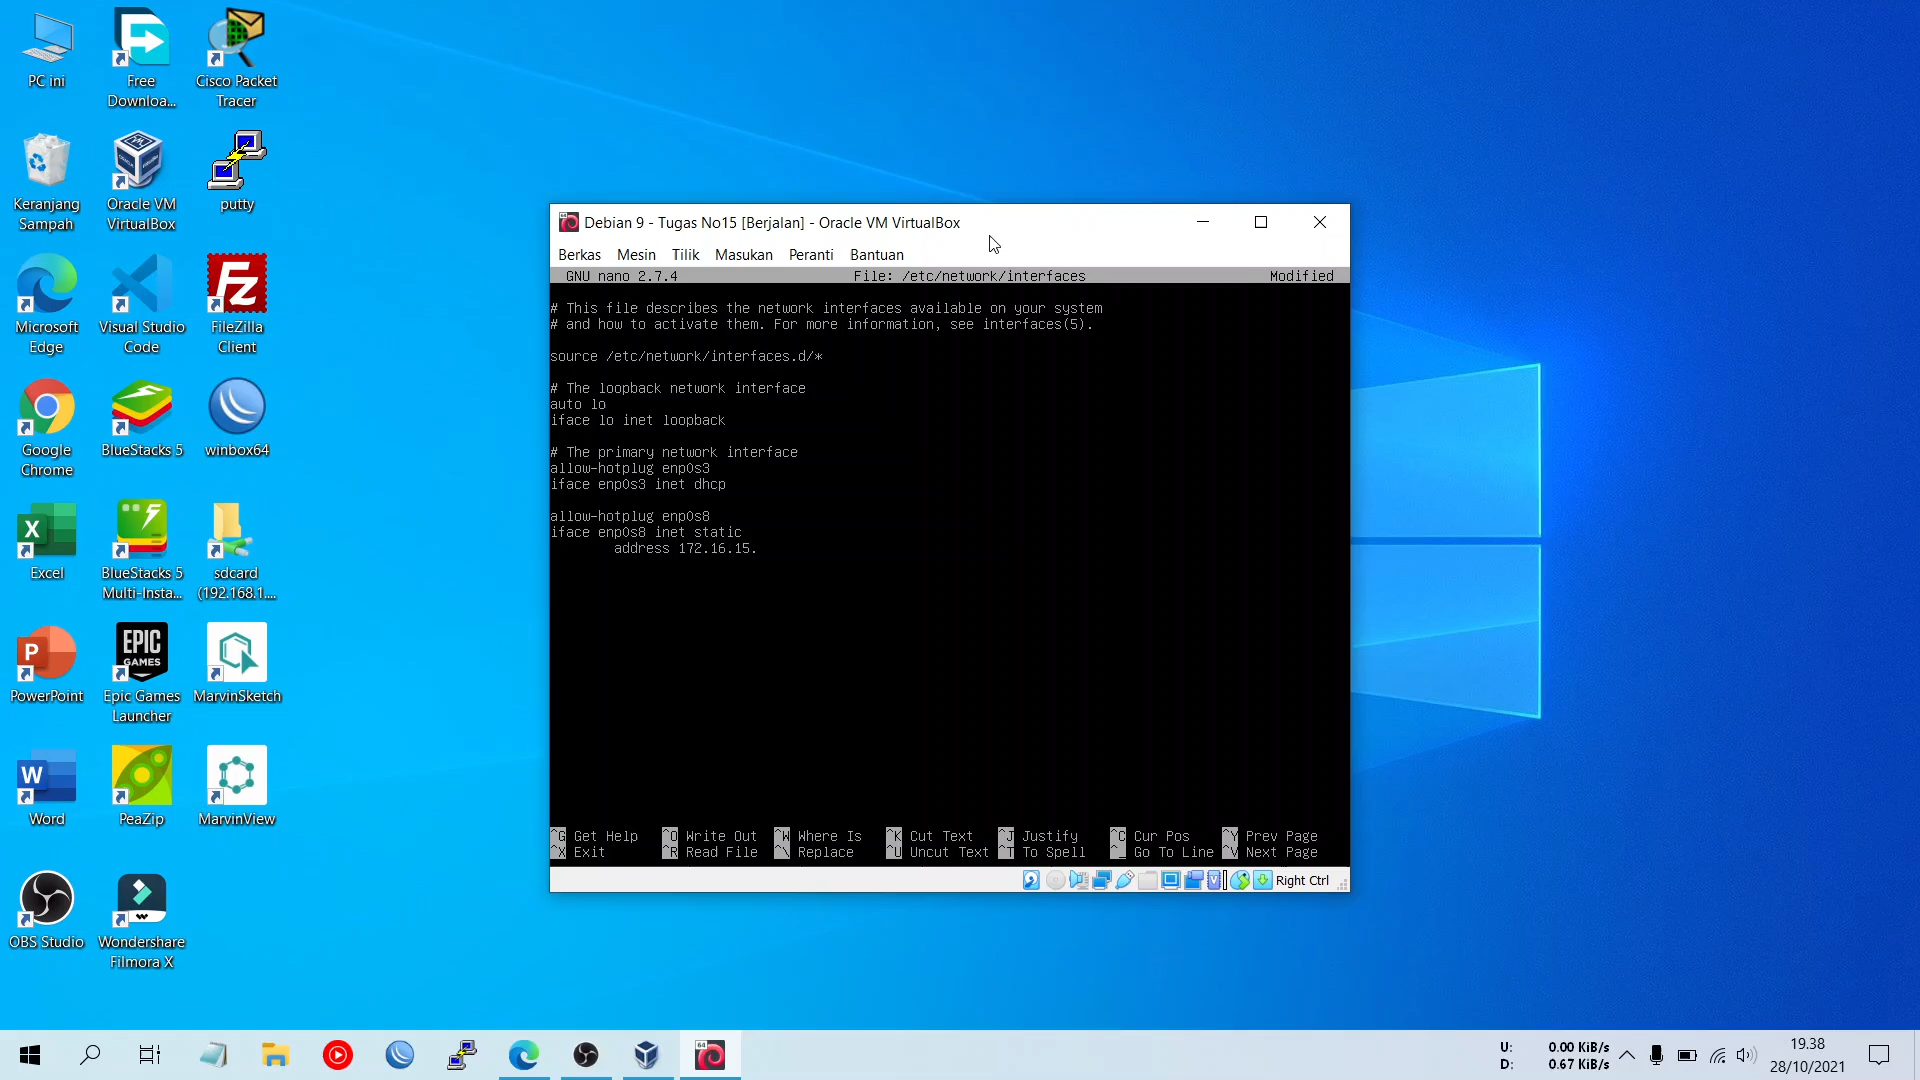 PC ini
Free
Downloa...
Cisco Packet
Tracer
Keranjang
Sampah
Oracle VM
VirtualBox
putty
Microsoft
Edge
Visual Studio
Code
FileZilla
Client
Google
Chrome
BlueStacks 5
winbox64
Excel
BlueStacks 5
Multi-Insta...
sdcard
(192.168.1....
PowerPoint
EPIC
GAMES
Epic Games
Launcher
MarvinSketch
Word
PeaZip
MarvinView
OBS Studio
Wondershare
Filmora X
Debian 9 - Tugas No15 [Berjalan] - Oracle VM VirtualBox
Berkas Mesin Tilik Masukan Peranti Bantuan
GNU nano 2.7.4 File: /etc/network/interfaces Modified
# This file describes the network interfaces available on your system
# and how to activate them. For more information, see interfaces(5).
source /etc/network/interfaces.d/*
# The loopback network interface
auto lo
iface lo inet loopback
# The primary network interface
allow-hotplug enp0s3
iface enp0s3 inet dhcp
allow-hotplug enp0s8
iface enp0s8 inet static
address 172.16.15.
^G Get Help ^O Write Out ^W Where Is ^K Cut Text ^J Justify ^C Cur Pos ^Y Prev Page
^X Exit ^R Read File ^\ Replace ^U Uncut Text ^T To Spell ^_ Go To Line ^V Next Page
Right Ctrl
U: 0.00 KiB/s
D: 0.67 KiB/s
19.38
28/10/2021